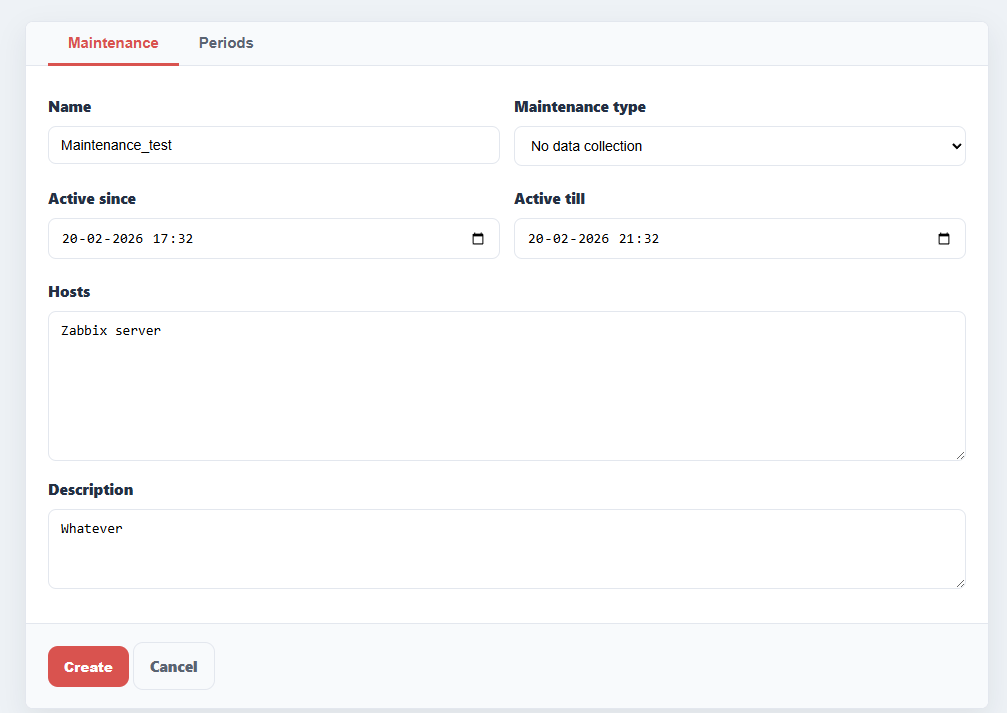 Maintenance Periods
Name Maintenance type
Maintenance_test No data collection
Active since Active till
20-02-2026 17:32 20-02-2026 21:32
Hosts
Zabbix server
Description
Whatever
Create Cancel